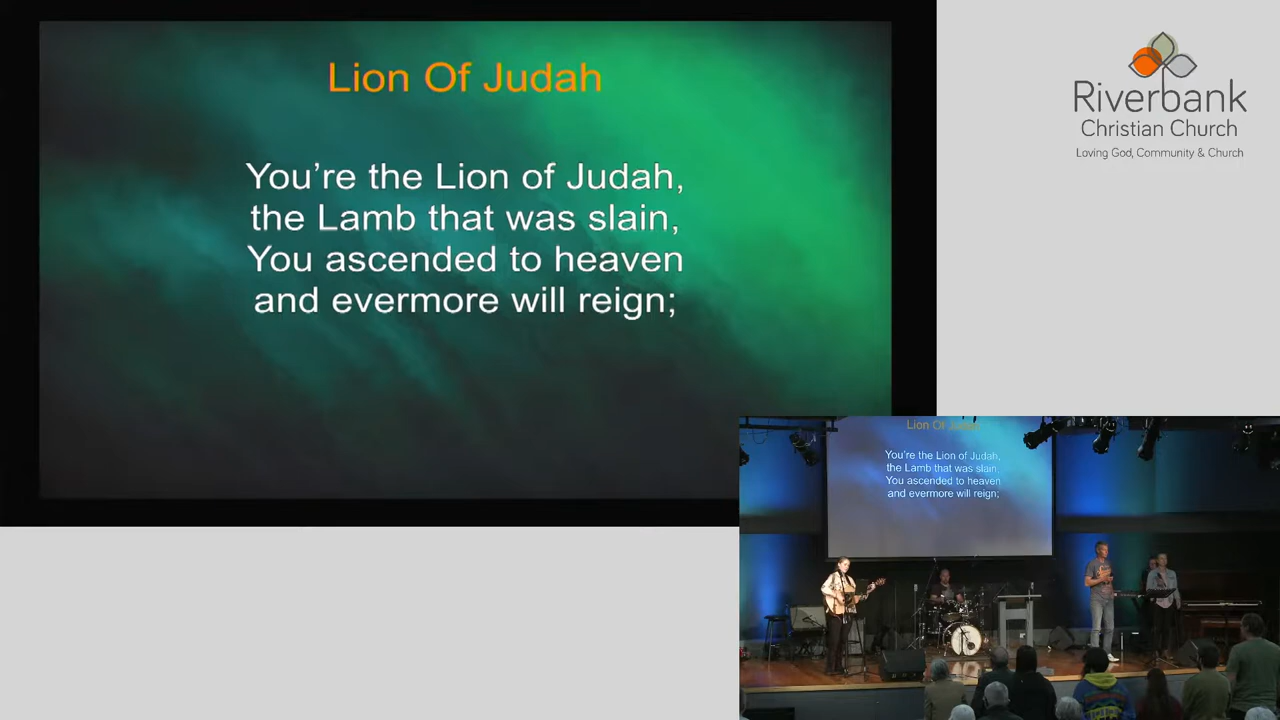 Lion Of Judah
You’re the Lion of Judah,
the Lamb that was slain,
You ascended to heaven
and evermore will reign;
Riverbank
Christian Church
Loving God, Community & Church
Lion Of Judah
You’re the Lion of Judah,
the Lamb that was slain,
You ascended to heaven
and evermore will reign;